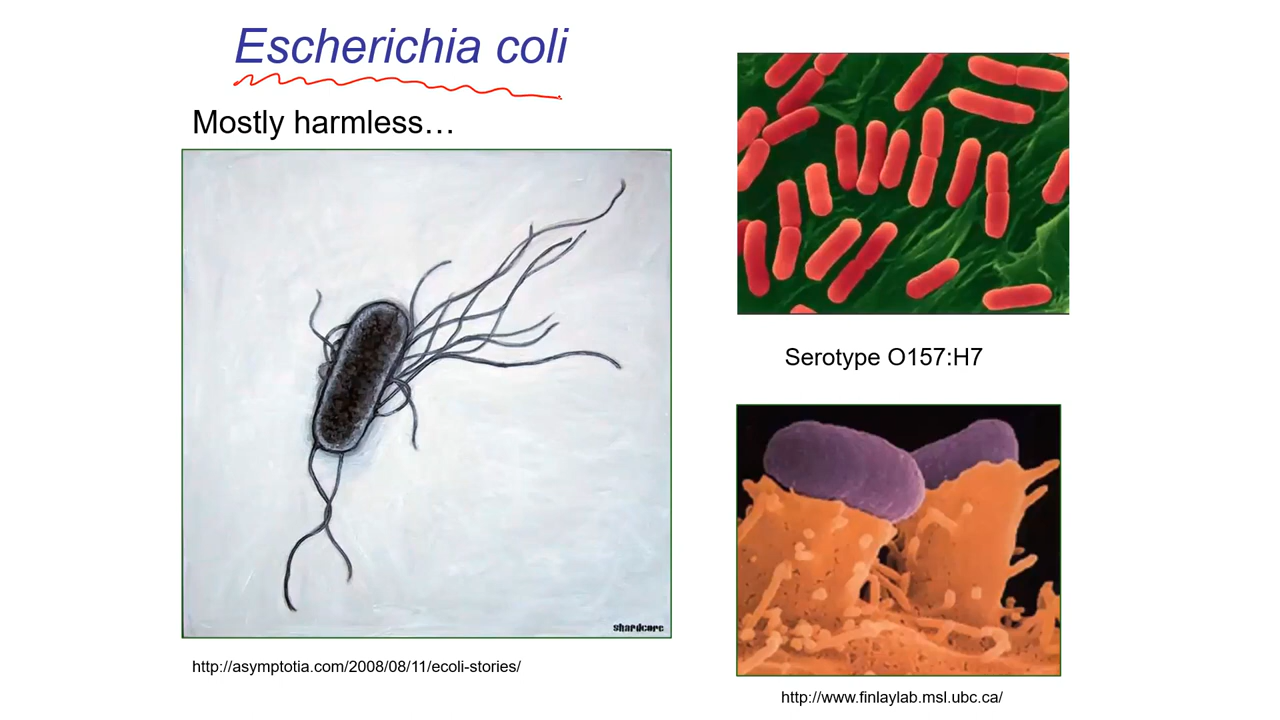 Escherichia coli
Mostly harmless…
shardcore
http://asymptotia.com/2008/08/11/ecoli-stories/
Serotype O157:H7
http://www.finlaylab.msl.ubc.ca/